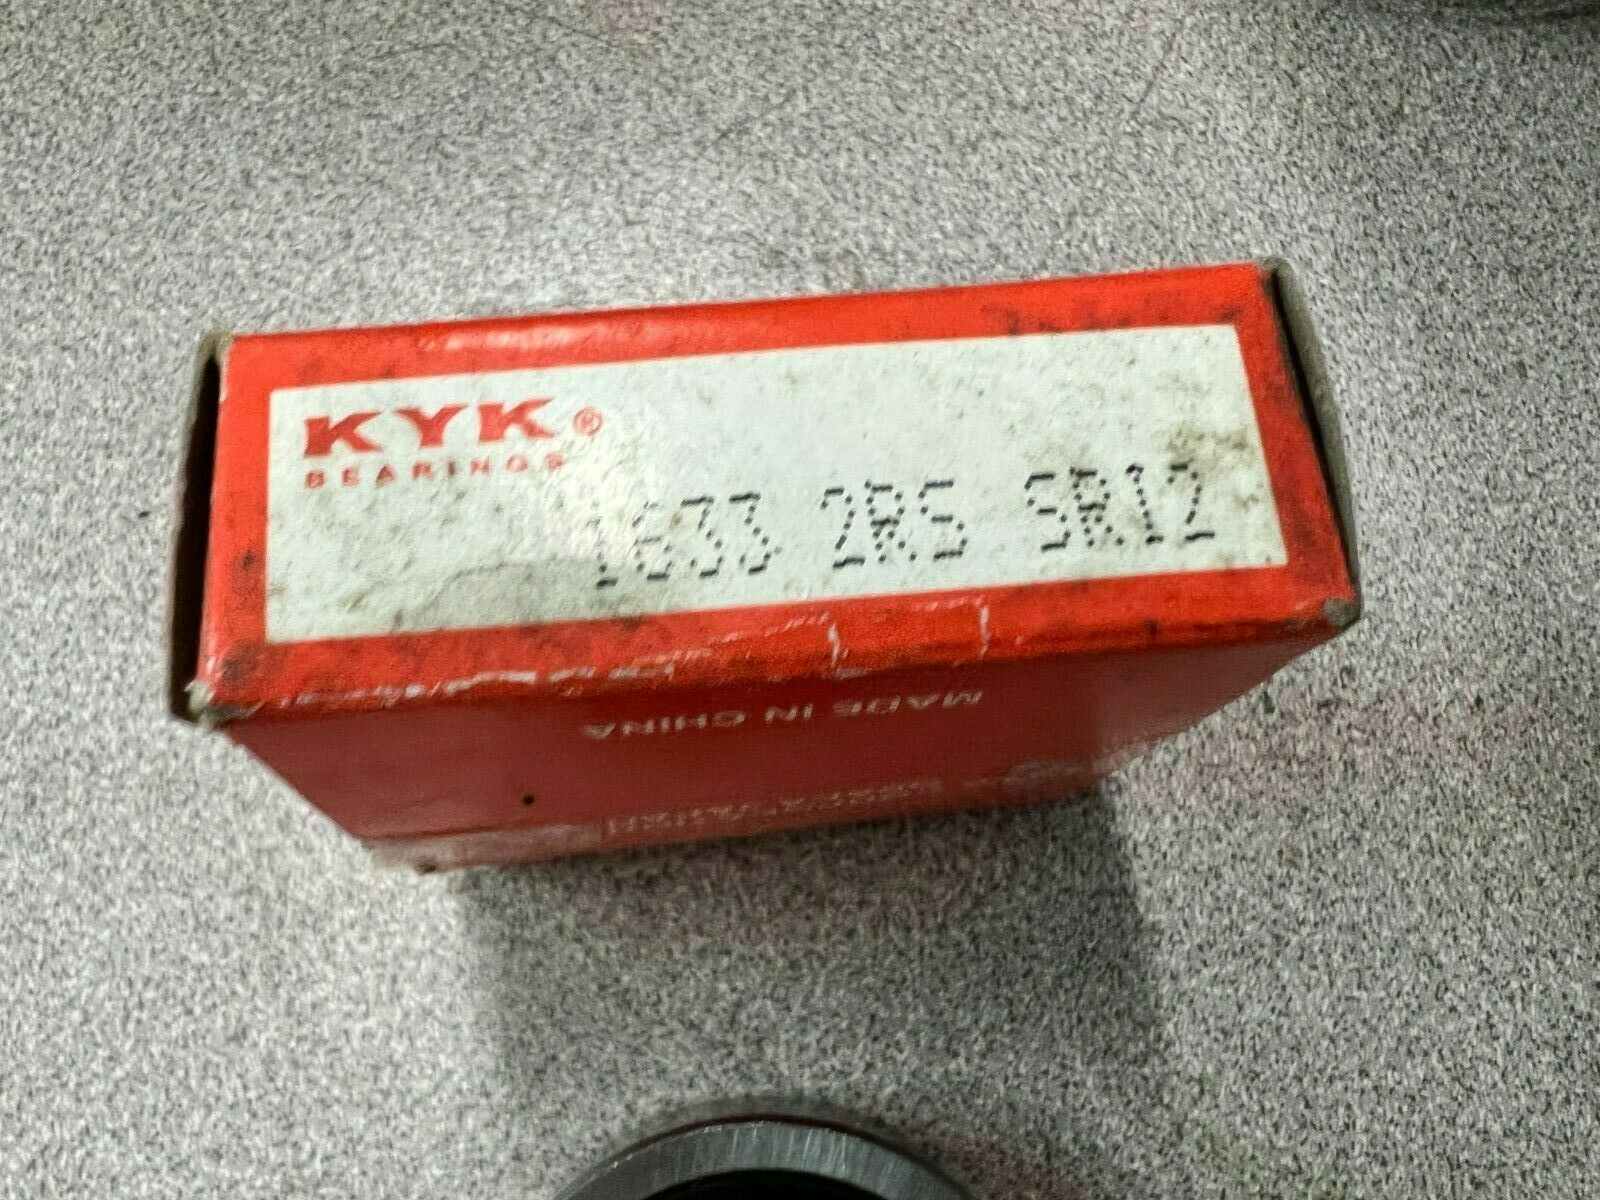 KYK®
BEARINGS
1633 2RS SR12
MADE IN CHINA